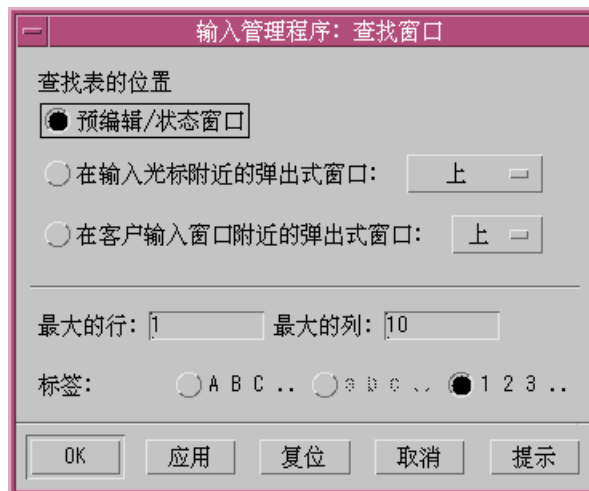 输入管理程序: 查找窗口
查找表的位置
预编辑/状态窗口
在输入光标附近的弹出式窗口: 上
在客户输入窗口附近的弹出式窗口: 上
最大的行: 1 最大的列: 10
标签: A B C .. a b c .. 1 2 3 ..
OK 应用 复位 取消 提示